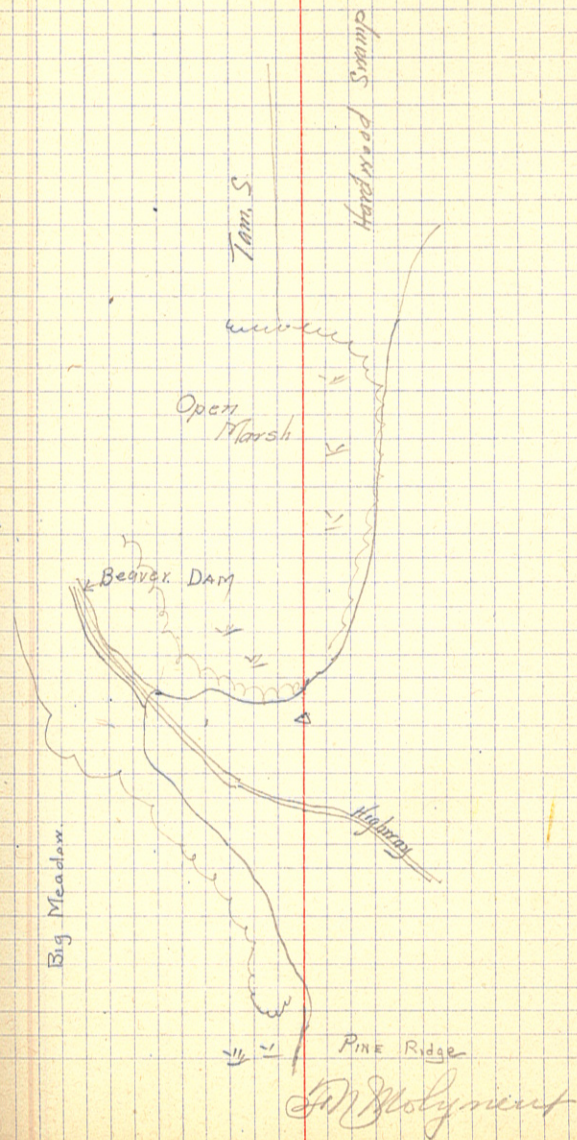 Hardwood Swamp
Tam. S
Open
Marsh
Beaver DAM
Highway
Big Meadow.
PINE Ridge